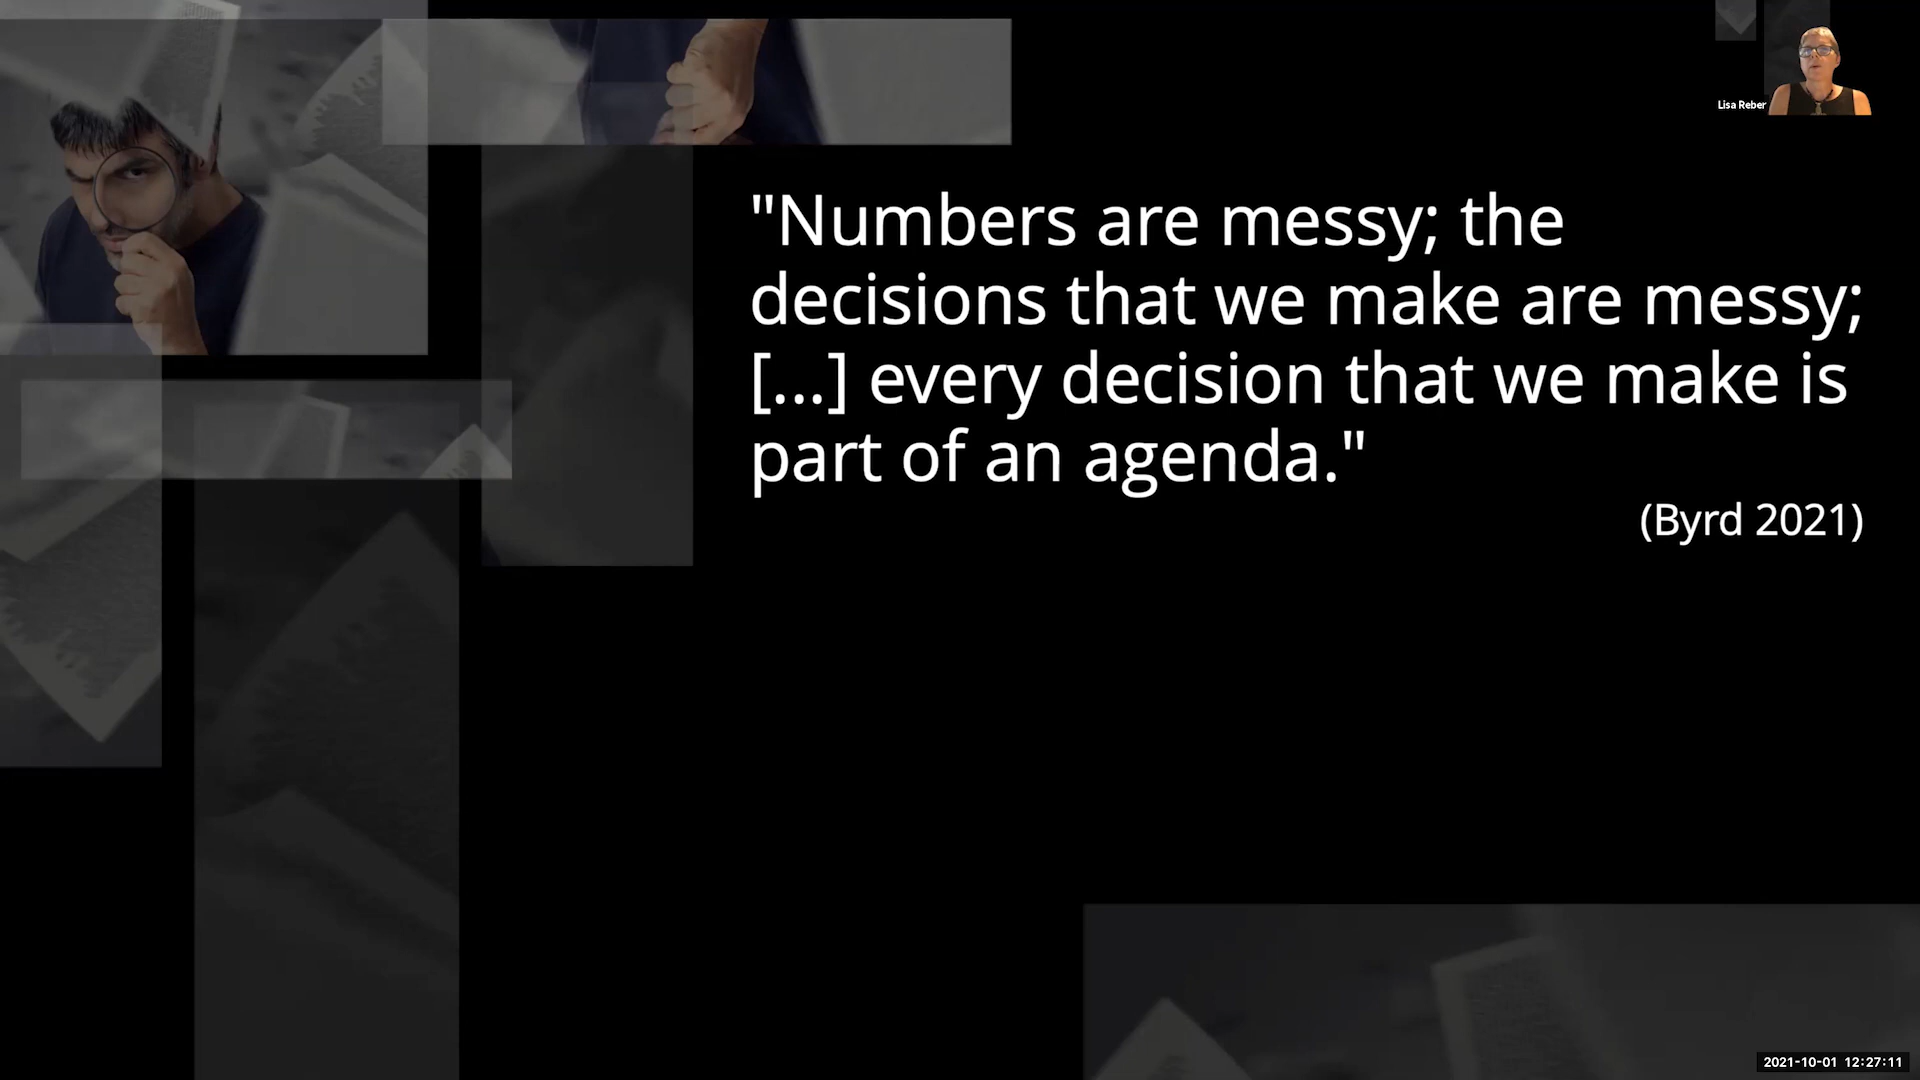 Lisa Reber
"Numbers are messy; the
decisions that we make are messy;
[...] every decision that we make is
part of an agenda."
(Byrd 2021)
2021-10-01 12:27:11